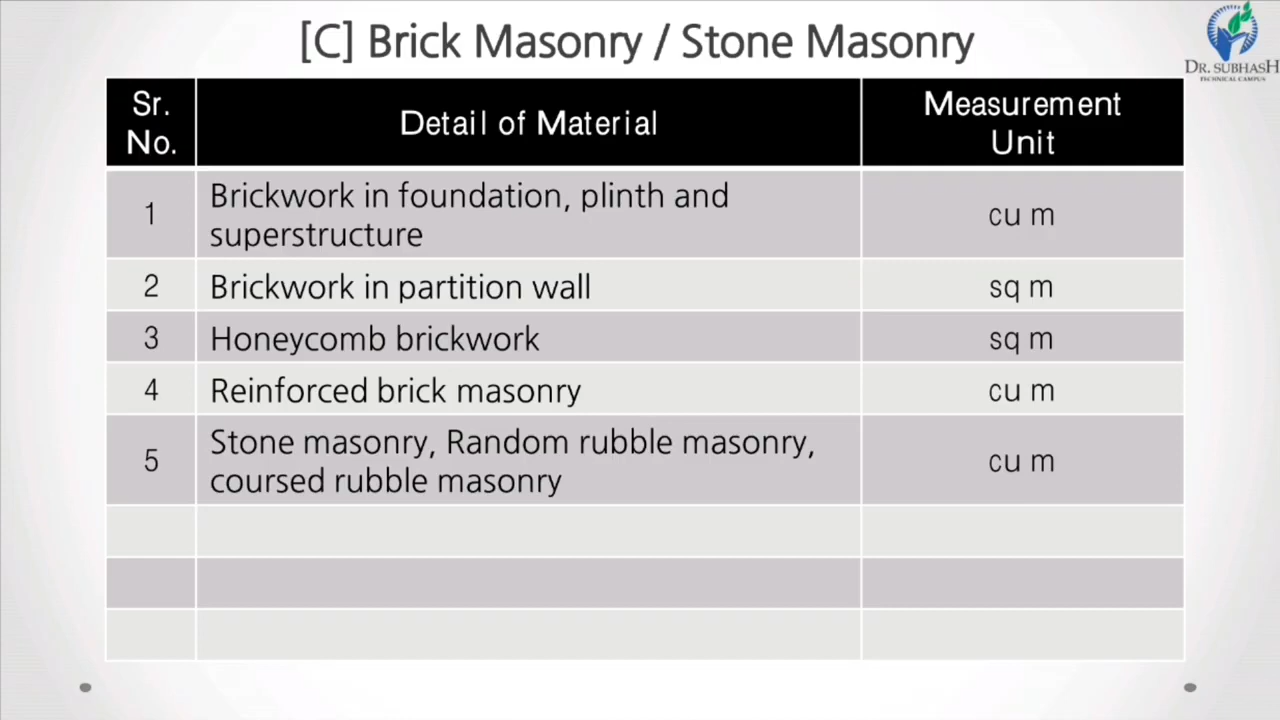 [C] Brick Masonry / Stone Masonry
DR. SUBHASH
TECHNICAL CAMPUS
Sr. No.
Detail of Material
Measurement Unit
1
Brickwork in foundation, plinth and
superstructure
cu m
2
Brickwork in partition wall
sq m
3
Honeycomb brickwork
sq m
4
Reinforced brick masonry
cu m
5
Stone masonry, Random rubble masonry,
coursed rubble masonry
cu m